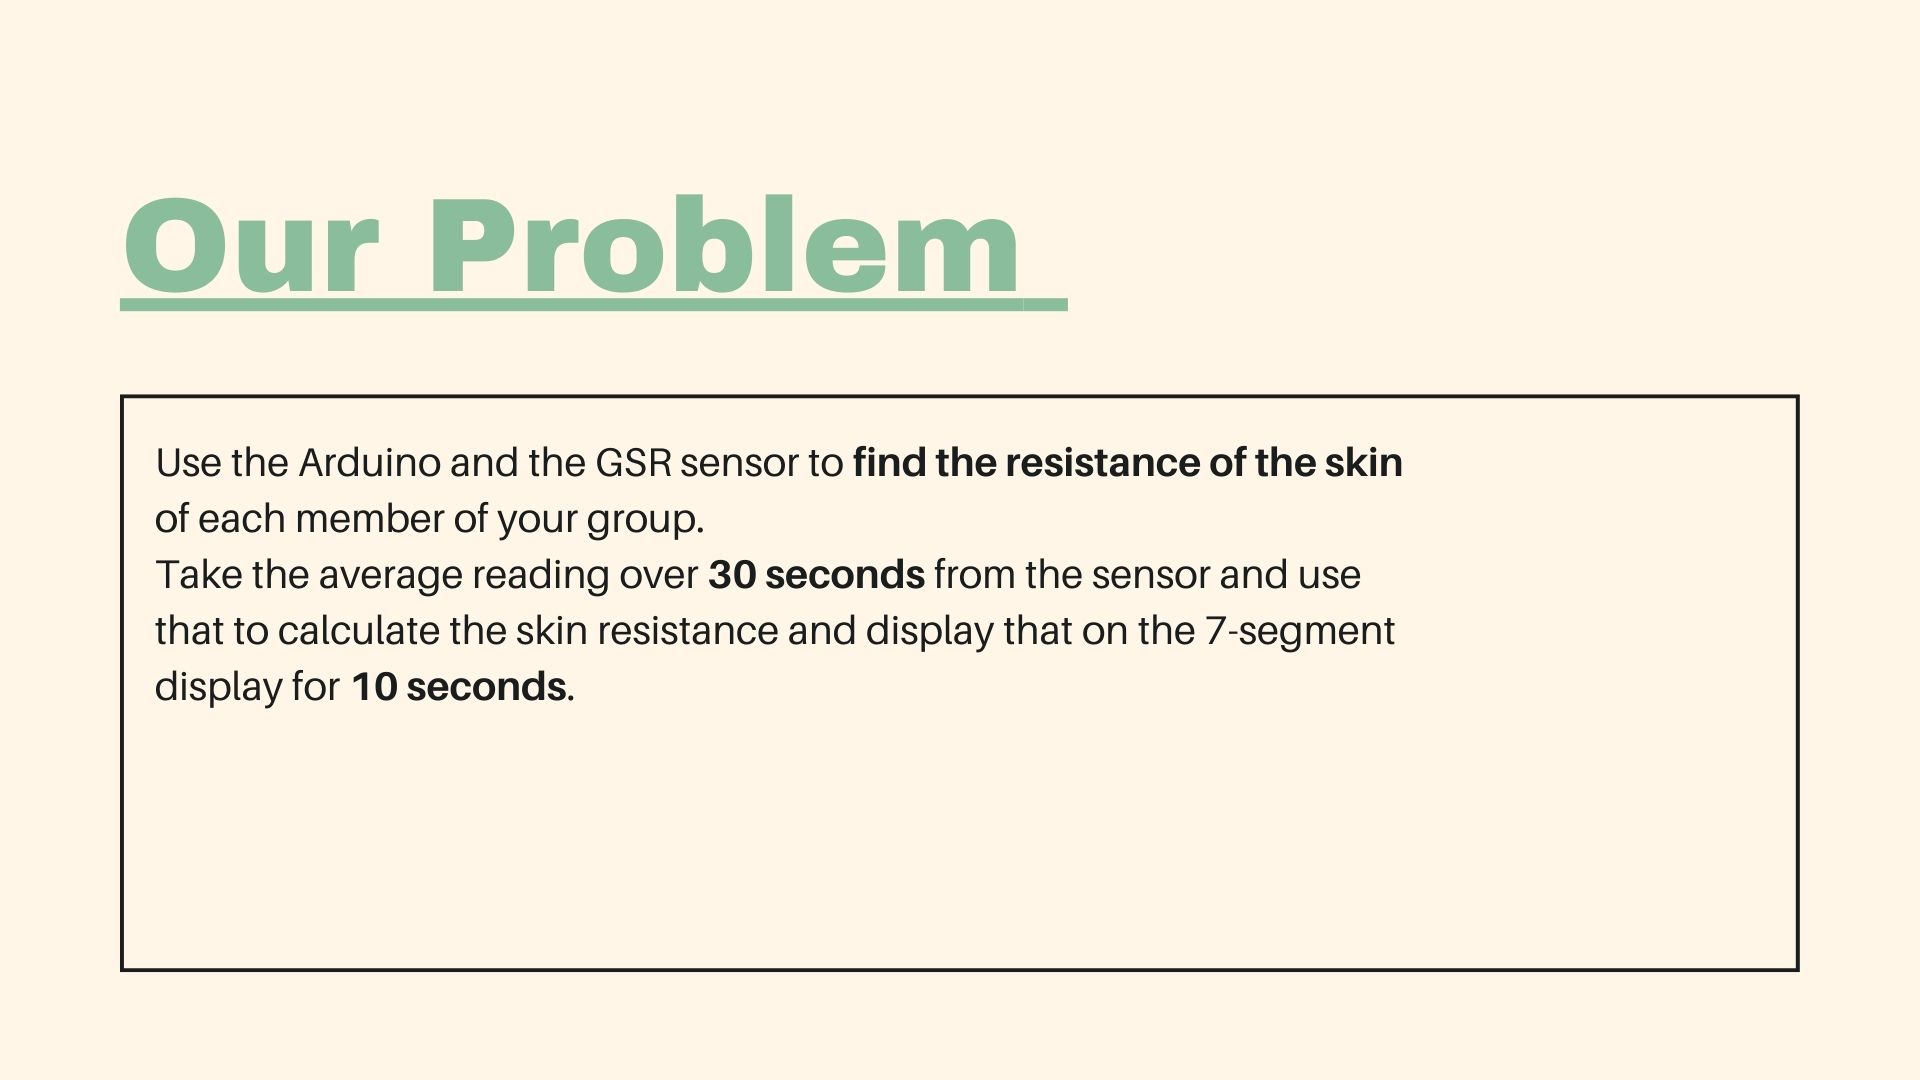 Our Problem
Use the Arduino and the GSR sensor to find the resistance of the skin
of each member of your group.
Take the average reading over 30 seconds from the sensor and use
that to calculate the skin resistance and display that on the 7-segment
display for 10 seconds.